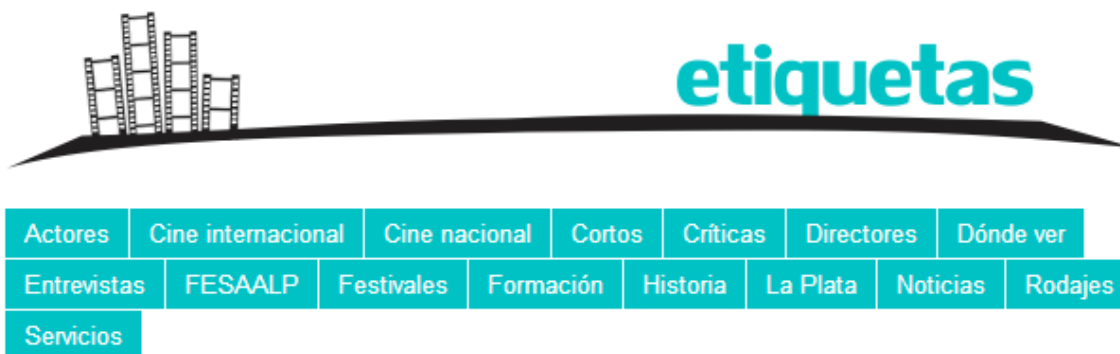 etiquetas
Actores Cine internacional Cine nacional Cortos Críticas Directores Dónde ver
Entrevistas FESAALP Festivales Formación Historia La Plata Noticias Rodajes
Servicios